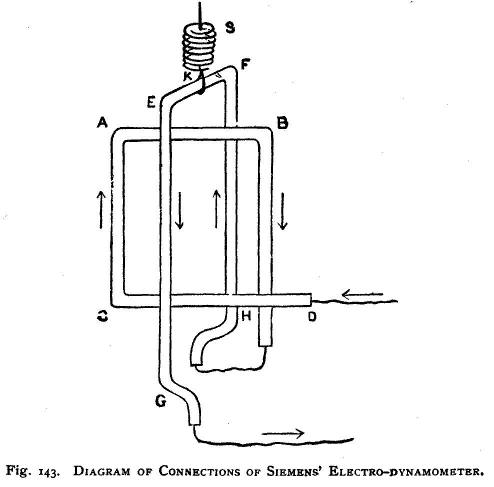 S
K F
E
A B
C H D
G
Fig. 143. Diagram of Connections of Siemens' Electro-dynamometer.